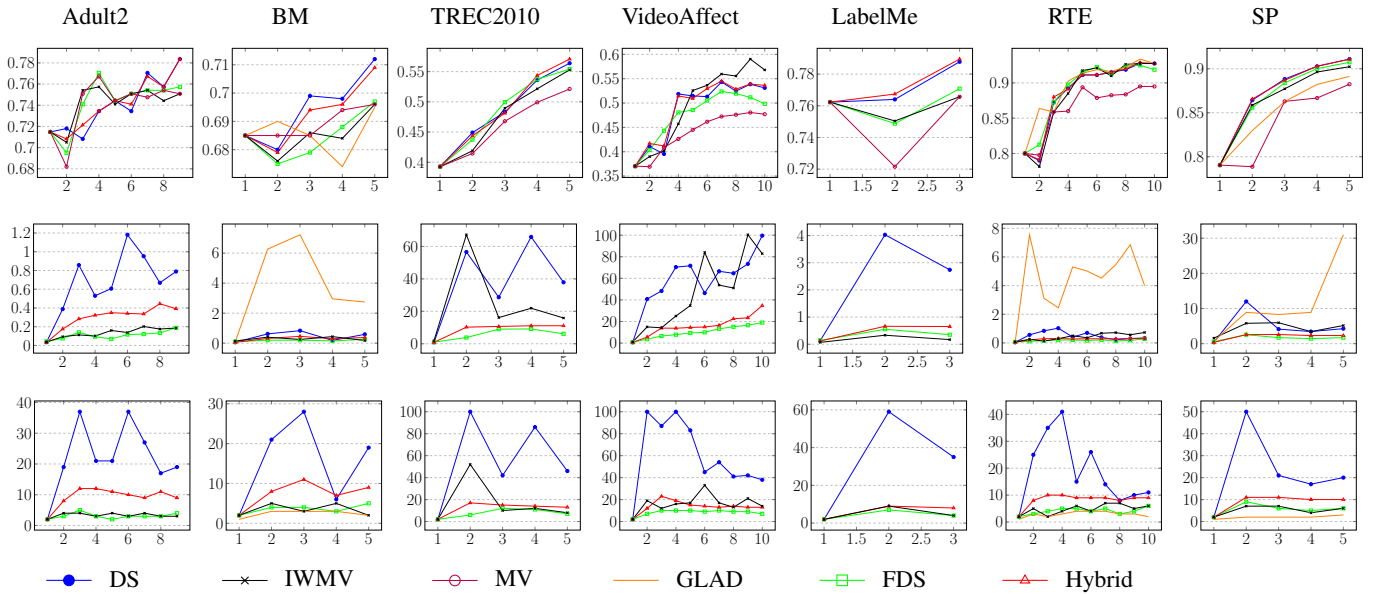 Adult2 BM TREC2010 VideoAffect LabelMe RTE SP
0.78 0.76 0.74 0.72 0.7 0.68
2 4 6 8
0.71 0.7 0.69 0.68
1 2 3 4 5
0.55 0.5 0.45 0.4
1 2 3 4 5
0.6 0.55 0.5 0.45 0.4 0.35
2 4 6 8 10
0.78 0.76 0.74 0.72
1 1.5 2 2.5 3
0.9 0.8
2 4 6 8 10
0.9 0.8
1 2 3 4 5
1.2 1 0.8 0.6 0.4 0.2 0
2 4 6 8
6 4 2 0
1 2 3 4 5
60 40 20 0
1 2 3 4 5
100 80 60 40 20 0
2 4 6 8 10
4 3 2 1 0
1 1.5 2 2.5 3
8 6 4 2 0
2 4 6 8 10
30 20 10 0
1 2 3 4 5
40 30 20 10 0
2 4 6 8
30 20 10 0
1 2 3 4 5
100 80 60 40 20 0
1 2 3 4 5
100 80 60 40 20 0
2 4 6 8 10
60 40 20 0
1 1.5 2 2.5 3
40 30 20 10 0
2 4 6 8 10
50 40 30 20 10 0
1 2 3 4 5
DS IWMV MV GLAD FDS Hybrid